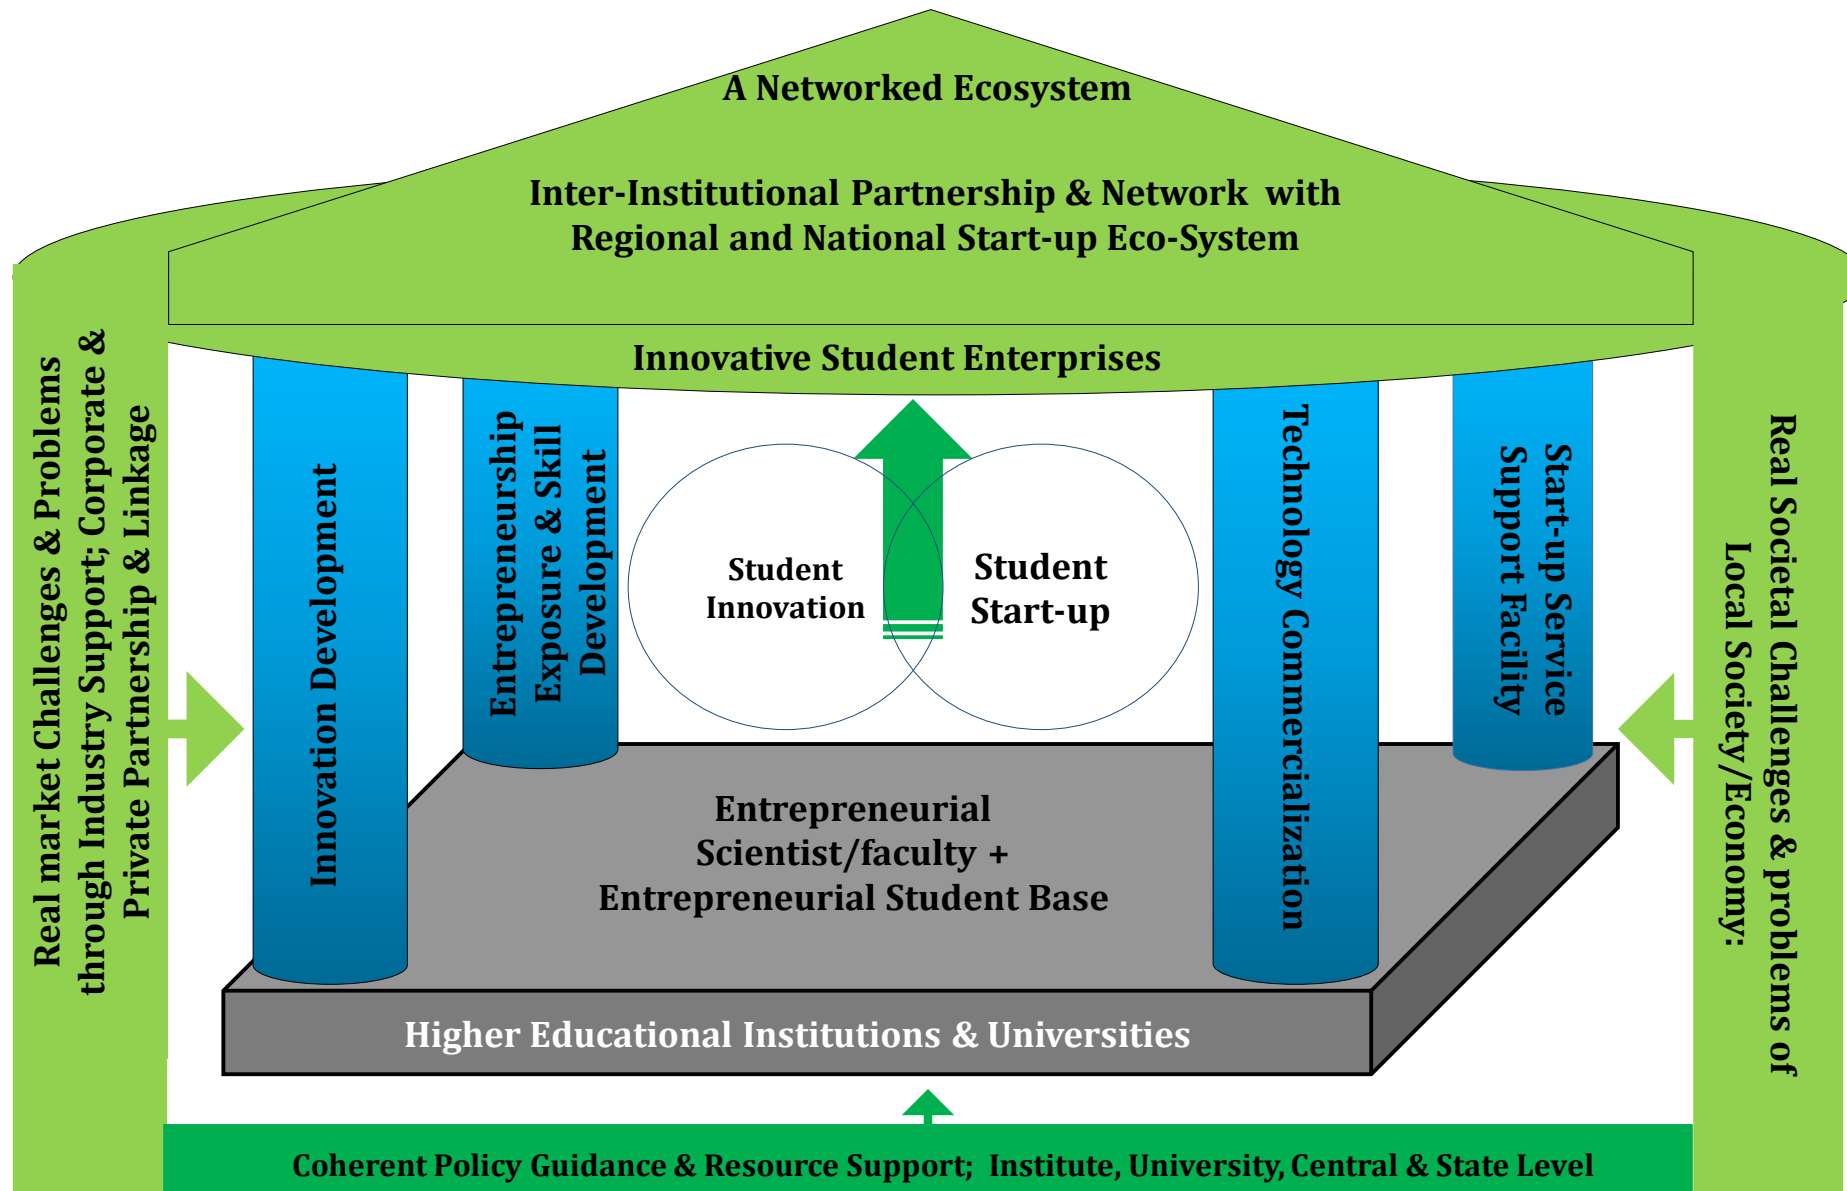 A Networked Ecosystem
Inter-Institutional Partnership & Network with
Regional and National Start-up Eco-System
Innovative Student Enterprises
Real market Challenges & Problems
through Industry Support; Corporate &
Private Partnership & Linkage
Innovation Development
Entrepreneurship
Exposure & Skill
Development
Student
Innovation
Student
Start-up
Technology Commercialization
Start-up Service
Support Facility
Real Societal Challenges & problems of
Local Society/Economy:
Entrepreneurial
Scientist/faculty +
Entrepreneurial Student Base
Higher Educational Institutions & Universities
Coherent Policy Guidance & Resource Support; Institute, University, Central & State Level